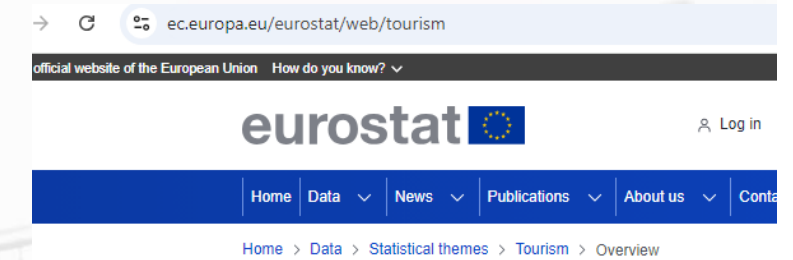 ec.europa.eu/eurostat/web/tourism
official website of the European Union How do you know?
eurostat
Log in
Home Data News Publications About us Conta
Home > Data > Statistical themes > Tourism > Overview